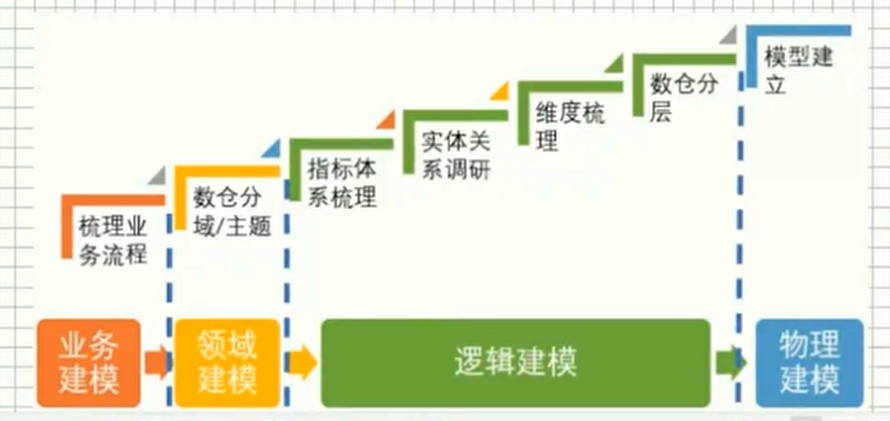 模型建
立
数仓分
层
维度梳
理
实体关
系调研
指标体
系梳理
数仓分
域/主题
梳理业
务流程
业务
建模
领域
建模
逻辑建模
物理
建模